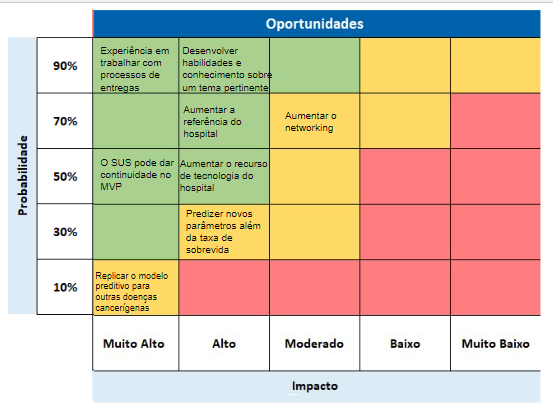 Oportunidades
Probabilidade
90%
Experiência em
trabalhar com
processos de
entregas
Desenvolver
habilidades e
conhecimento sobre
um tema pertinente
70%
Aumentar a
referência do
hospital
Aumentar o
networking
50%
O SUS pode dar
continuidade no
MVP
Aumentar o recurso
de tecnologia do
hospital
30%
Predizer novos
parâmetros além
da taxa de
sobrevida
10%
Replicar o modelo
preditivo para
outras doenças
cancerígenas
Muito Alto
Alto
Moderado
Baixo
Muito Baixo
Impacto